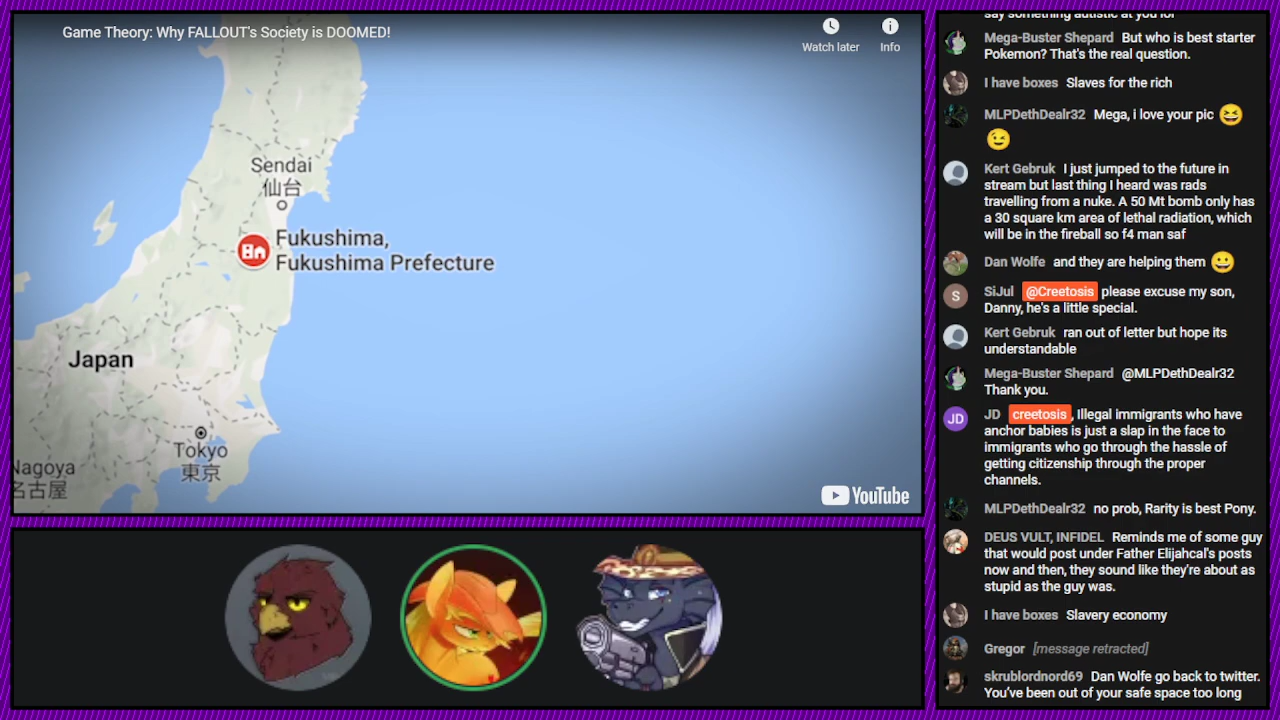 Game Theory: Why FALLOUT's Society is DOOMED!
Watch later
Info
Sendai
仙台
Fukushima,
Fukushima Prefecture
Japan
Tokyo
東京
Nagoya
名古屋
YouTube
say something autistic at you lol
Mega-Buster Shepard But who is best starter
Pokemon? That's the real question.
I have boxes Slaves for the rich
MLPDethDealr32 Mega, i love your pic 😆
😉
Kert Gebruk I just jumped to the future in
stream but last thing I heard was rads
travelling from a nuke. A 50 Mt bomb only has
a 30 square km area of lethal radiation, which
will be in the fireball so f4 man saf
Dan Wolfe and they are helping them 😀
S
SiJul @Creetosis please excuse my son,
Danny, he's a little special.
Kert Gebruk ran out of letter but hope its
understandable
Mega-Buster Shepard @MLPDethDealr32
Thank you.
JD
JD creetosis, Illegal immigrants who have
anchor babies is just a slap in the face to
immigrants who go through the hassle of
getting citizenship through the proper
channels.
MLPDethDealr32 no prob, Rarity is best Pony.
DEUS VULT, INFIDEL Reminds me of some guy
that would post under Father Elijahcal's posts
now and then, they sound like they're about as
stupid as the guy was.
I have boxes Slavery economy
Gregor [message retracted]
skrublordnord69 Dan Wolfe go back to twitter.
You've been out of your safe space too long